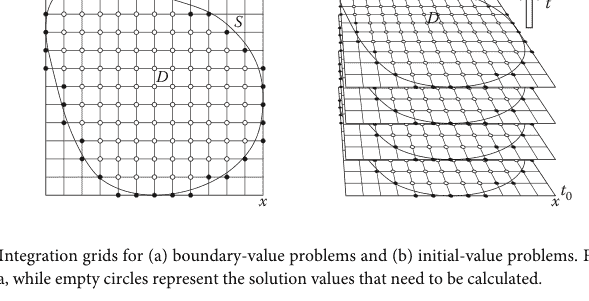 S
D
x
D
t
t0
x
Integration grids for (a) boundary-value problems and (b) initial-value problems.
a, while empty circles represent the solution values that need to be calculated.